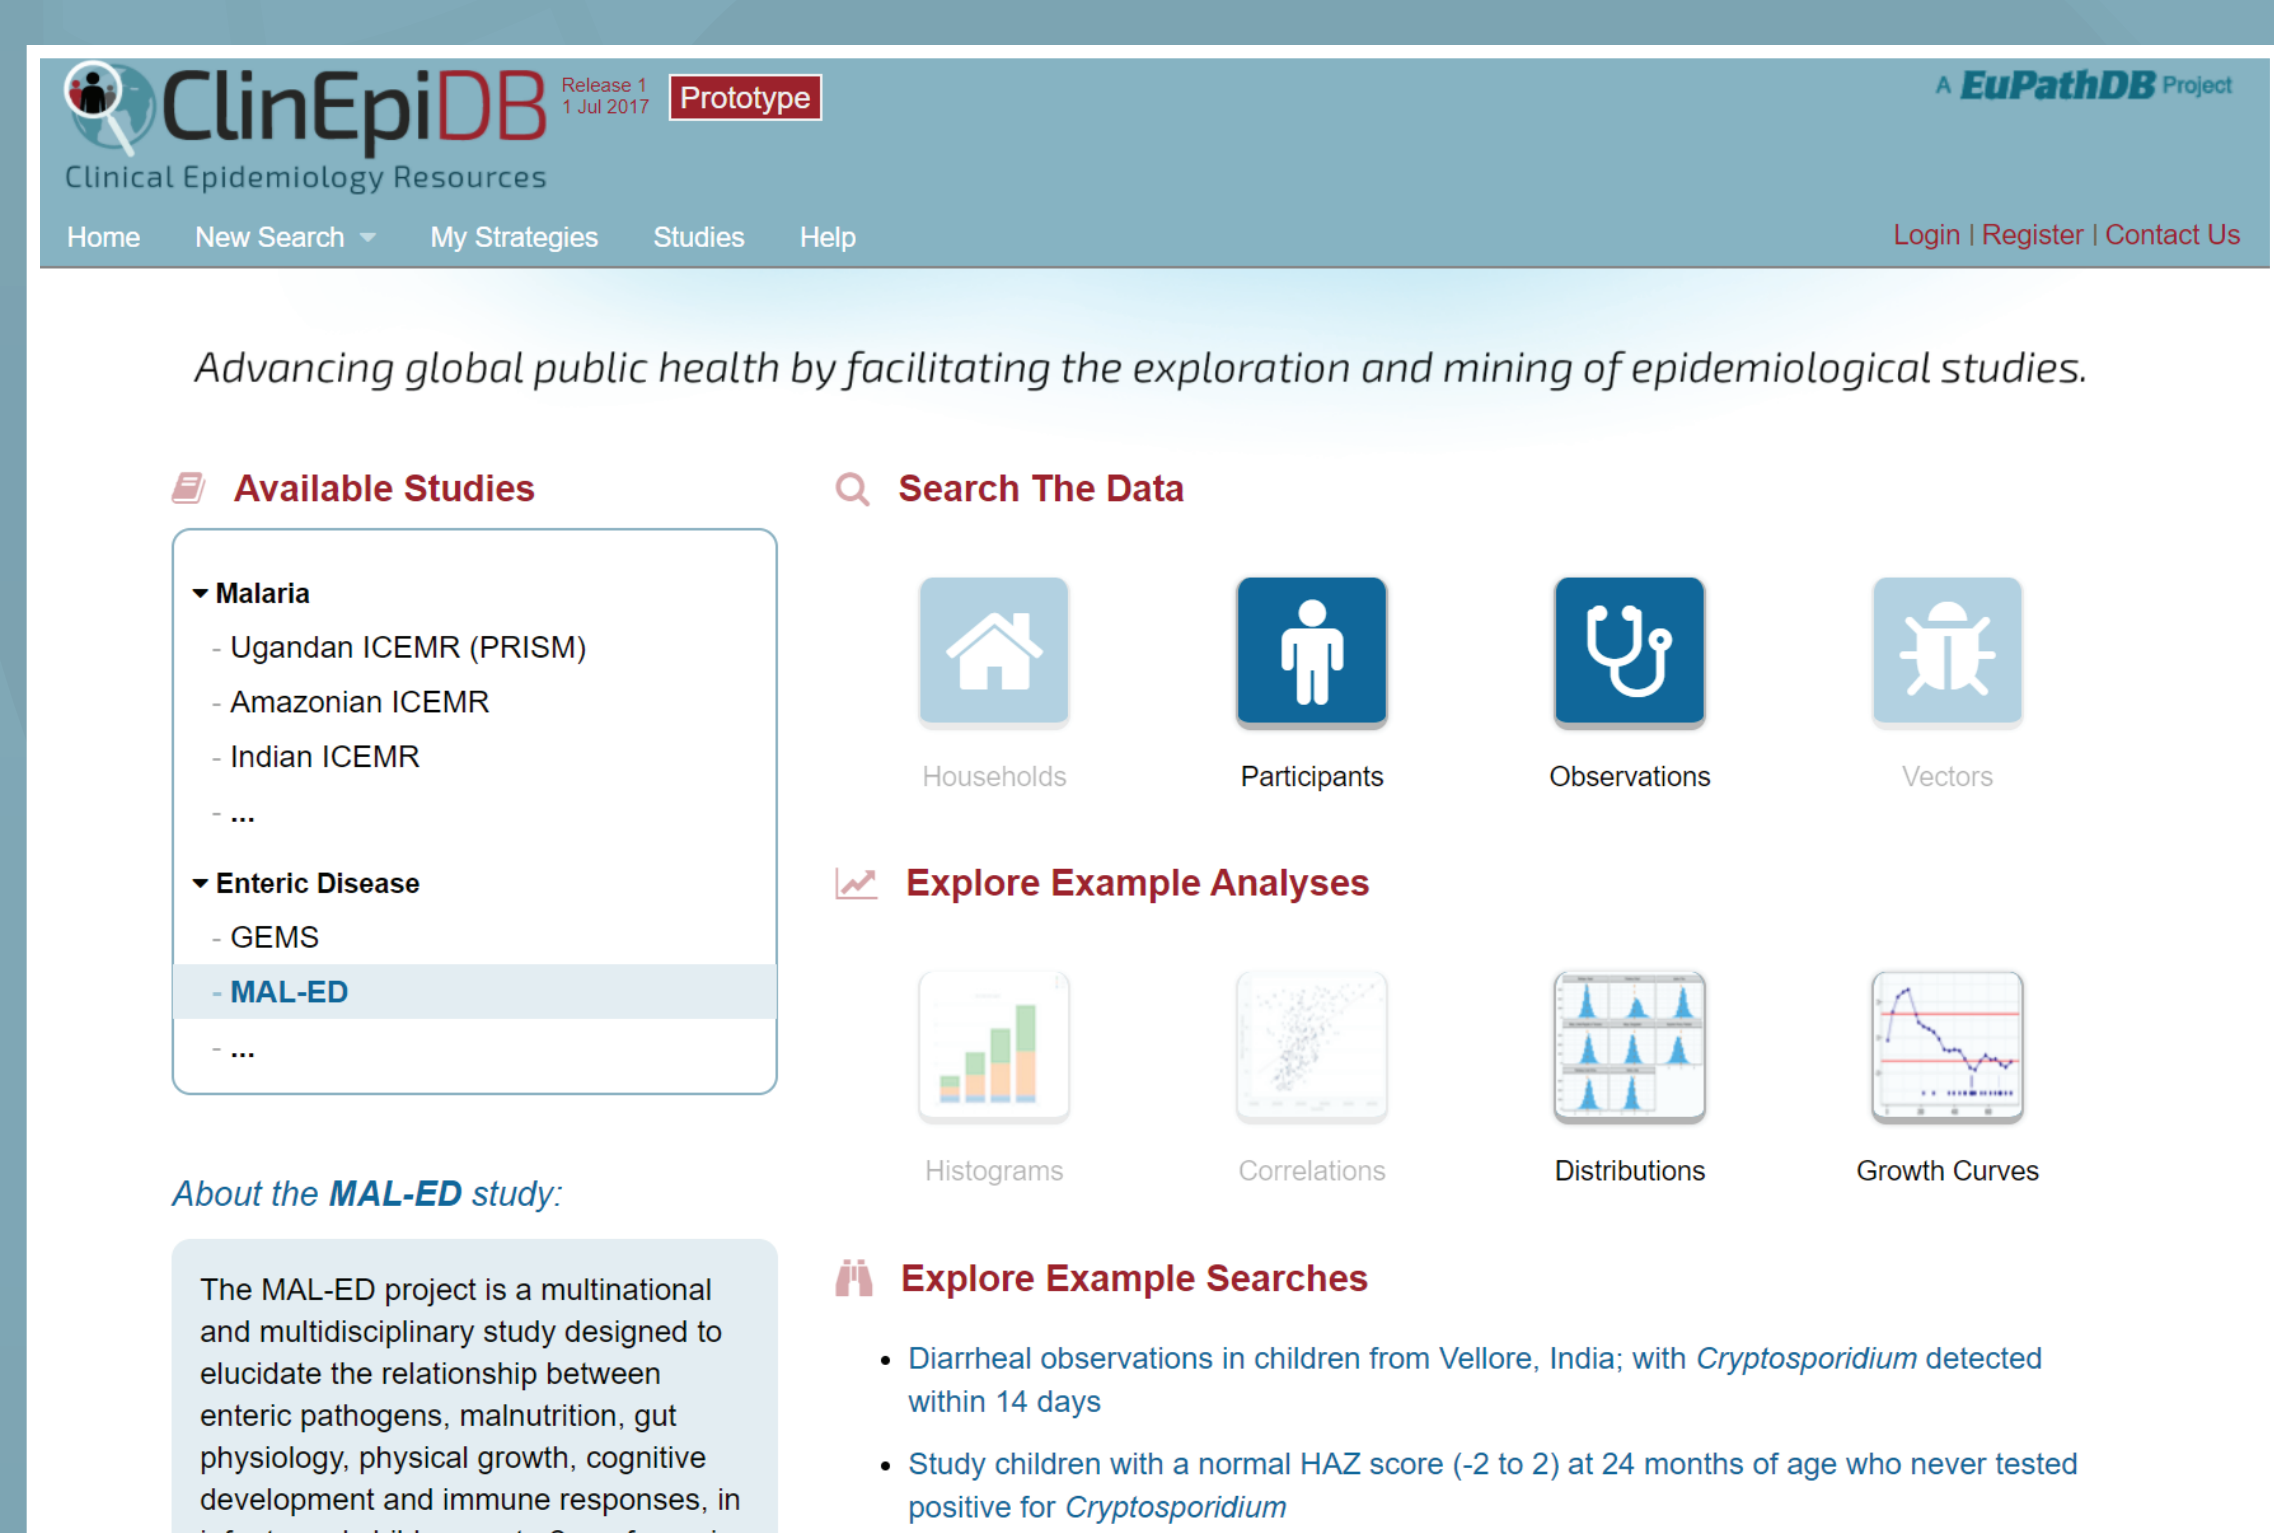 ClinEpiDB
Release 1
1 Jul 2017
Prototype
A EuPathDB Project
Clinical Epidemiology Resources
Home New Search My Strategies Studies Help
Login | Register | Contact Us
Advancing global public health by facilitating the exploration and mining of epidemiological studies.
Available Studies
Malaria
- Ugandan ICEMR (PRISM)
- Amazonian ICEMR
- Indian ICEMR
- ...
Enteric Disease
- GEMS
- MAL-ED
- ...
About the MAL-ED study:
The MAL-ED project is a multinational
and multidisciplinary study designed to
elucidate the relationship between
enteric pathogens, malnutrition, gut
physiology, physical growth, cognitive
development and immune responses, in
Search The Data
Households Participants Observations Vectors
Explore Example Analyses
Histograms Correlations Distributions Growth Curves
Explore Example Searches
• Diarrheal observations in children from Vellore, India; with Cryptosporidium detected
within 14 days
• Study children with a normal HAZ score (-2 to 2) at 24 months of age who never tested
positive for Cryptosporidium